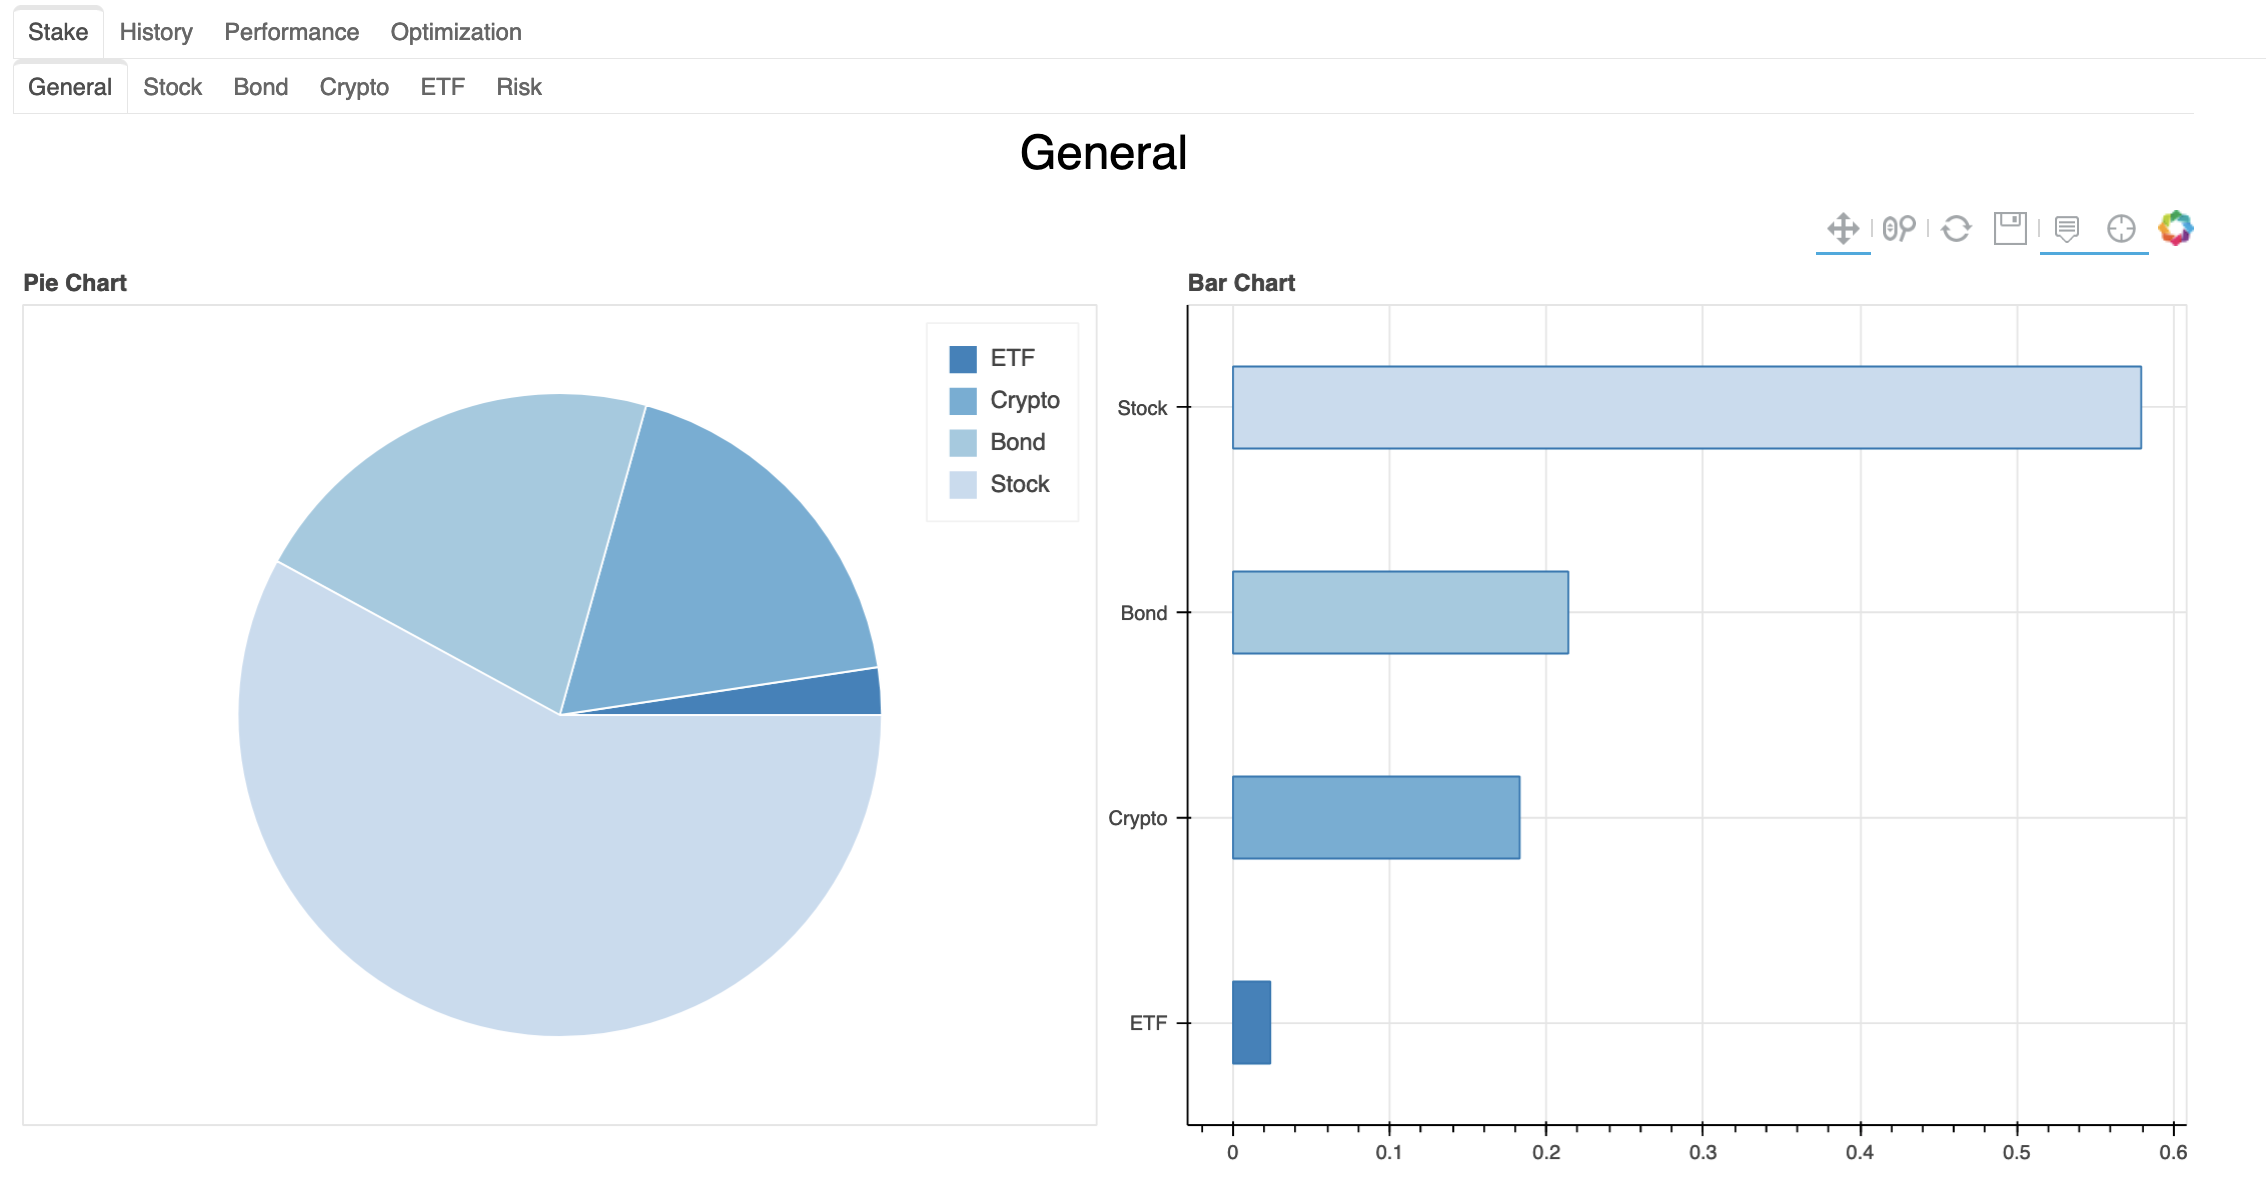 Stake History Performance Optimization
General Stock Bond Crypto ETF Risk
General
Pie Chart
ETF
Crypto
Bond
Stock
Bar Chart
Stock
Bond
Crypto
ETF
0 0.1 0.2 0.3 0.4 0.5 0.6